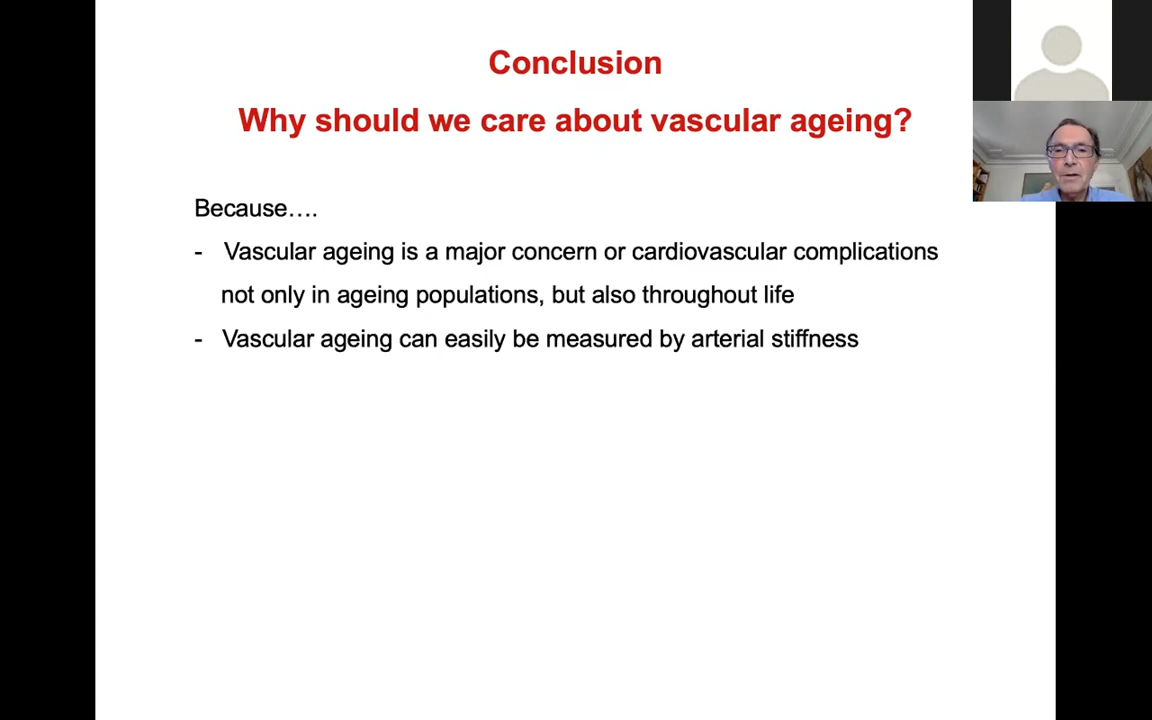 Conclusion
Why should we care about vascular ageing?
Because….
- Vascular ageing is a major concern or cardiovascular complications
not only in ageing populations, but also throughout life
- Vascular ageing can easily be measured by arterial stiffness